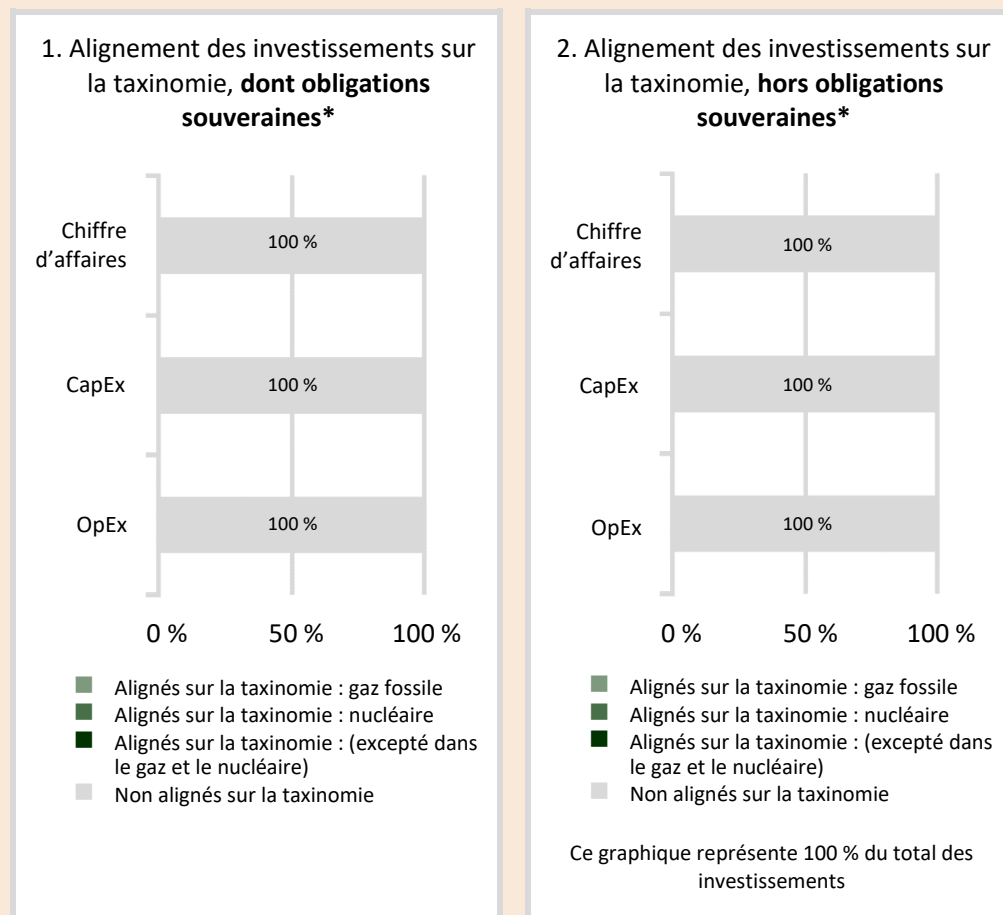 1. Alignement des investissements sur
la taxinomie, dont obligations
souveraines*
Chiffre
d’affaires
100 %
CapEx
100 %
OpEx
100 %
0 % 50 % 100 %
Alignés sur la taxinomie : gaz fossile
Alignés sur la taxinomie : nucléaire
Alignés sur la taxinomie : (excepté dans
le gaz et le nucléaire)
Non alignés sur la taxinomie
2. Alignement des investissements sur
la taxinomie, hors obligations
souveraines*
Chiffre
d’affaires
100 %
CapEx
100 %
OpEx
100 %
0 % 50 % 100 %
Alignés sur la taxinomie : gaz fossile
Alignés sur la taxinomie : nucléaire
Alignés sur la taxinomie : (excepté dans
le gaz et le nucléaire)
Non alignés sur la taxinomie
Ce graphique représente 100 % du total des
investissements